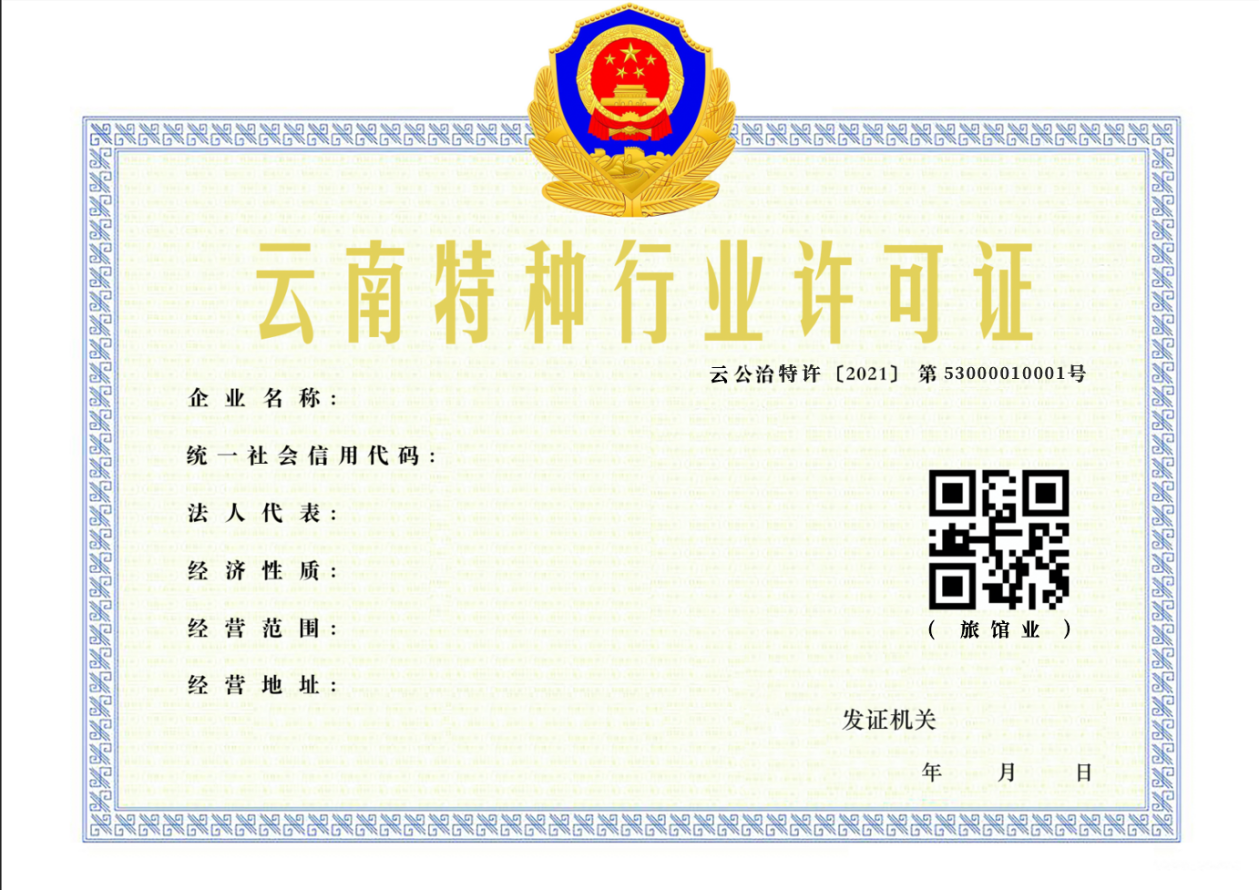 云南特种行业许可证
云公治特许〔2021〕 第53000010001号
企业名称:
统一社会信用代码:
法人代表:
经济性质:
经营范围:
经营地址:
( 旅馆业 )
发证机关
年 月 日